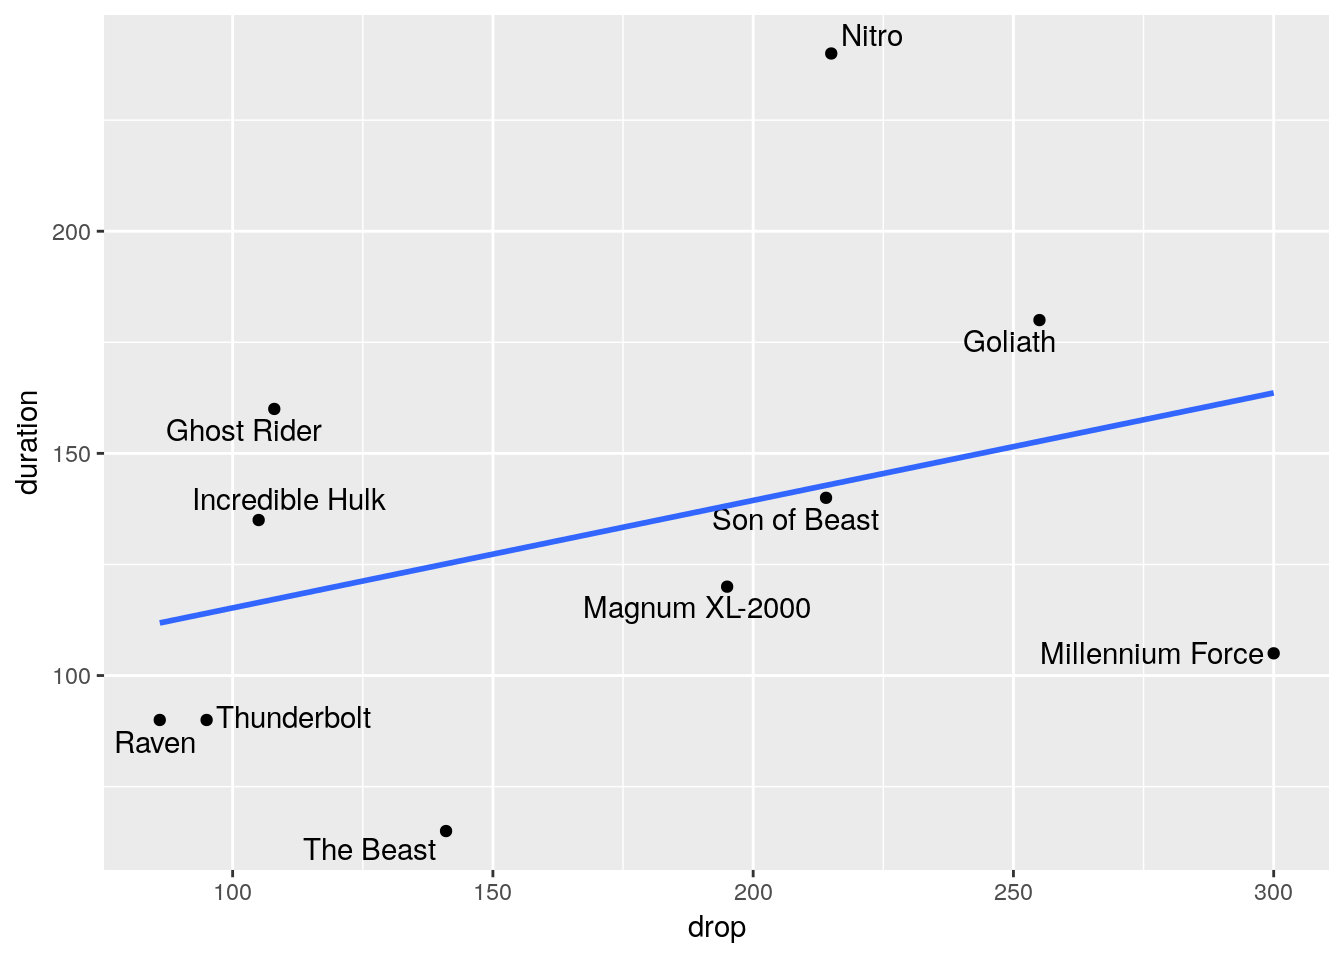 Nitro
200
Goliath
Ghost Rider
150
Incredible Hulk
Son of Beast
Magnum XL-2000
Millennium Force
100
Thunderbolt
Raven
The Beast
100
150
200
250
300
drop
duration